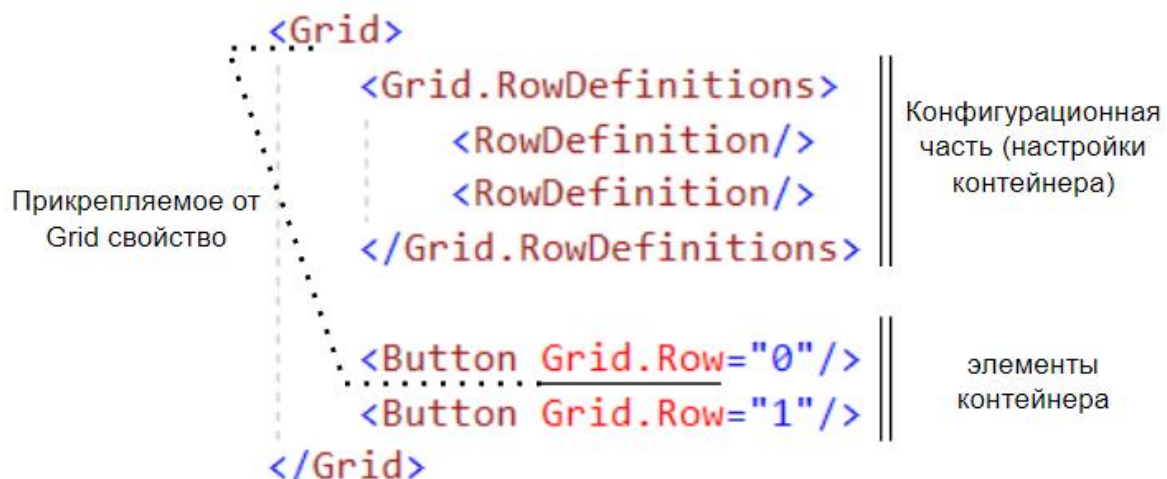 <Grid>
<Grid.RowDefinitions>
<RowDefinition/>
<RowDefinition/>
</Grid.RowDefinitions>
Конфигурационная
часть (настройки
контейнера)
Прикрепляемое от
Grid свойство
<Button Grid.Row="0"/>
<Button Grid.Row="1"/>
элементы
контейнера
</Grid>